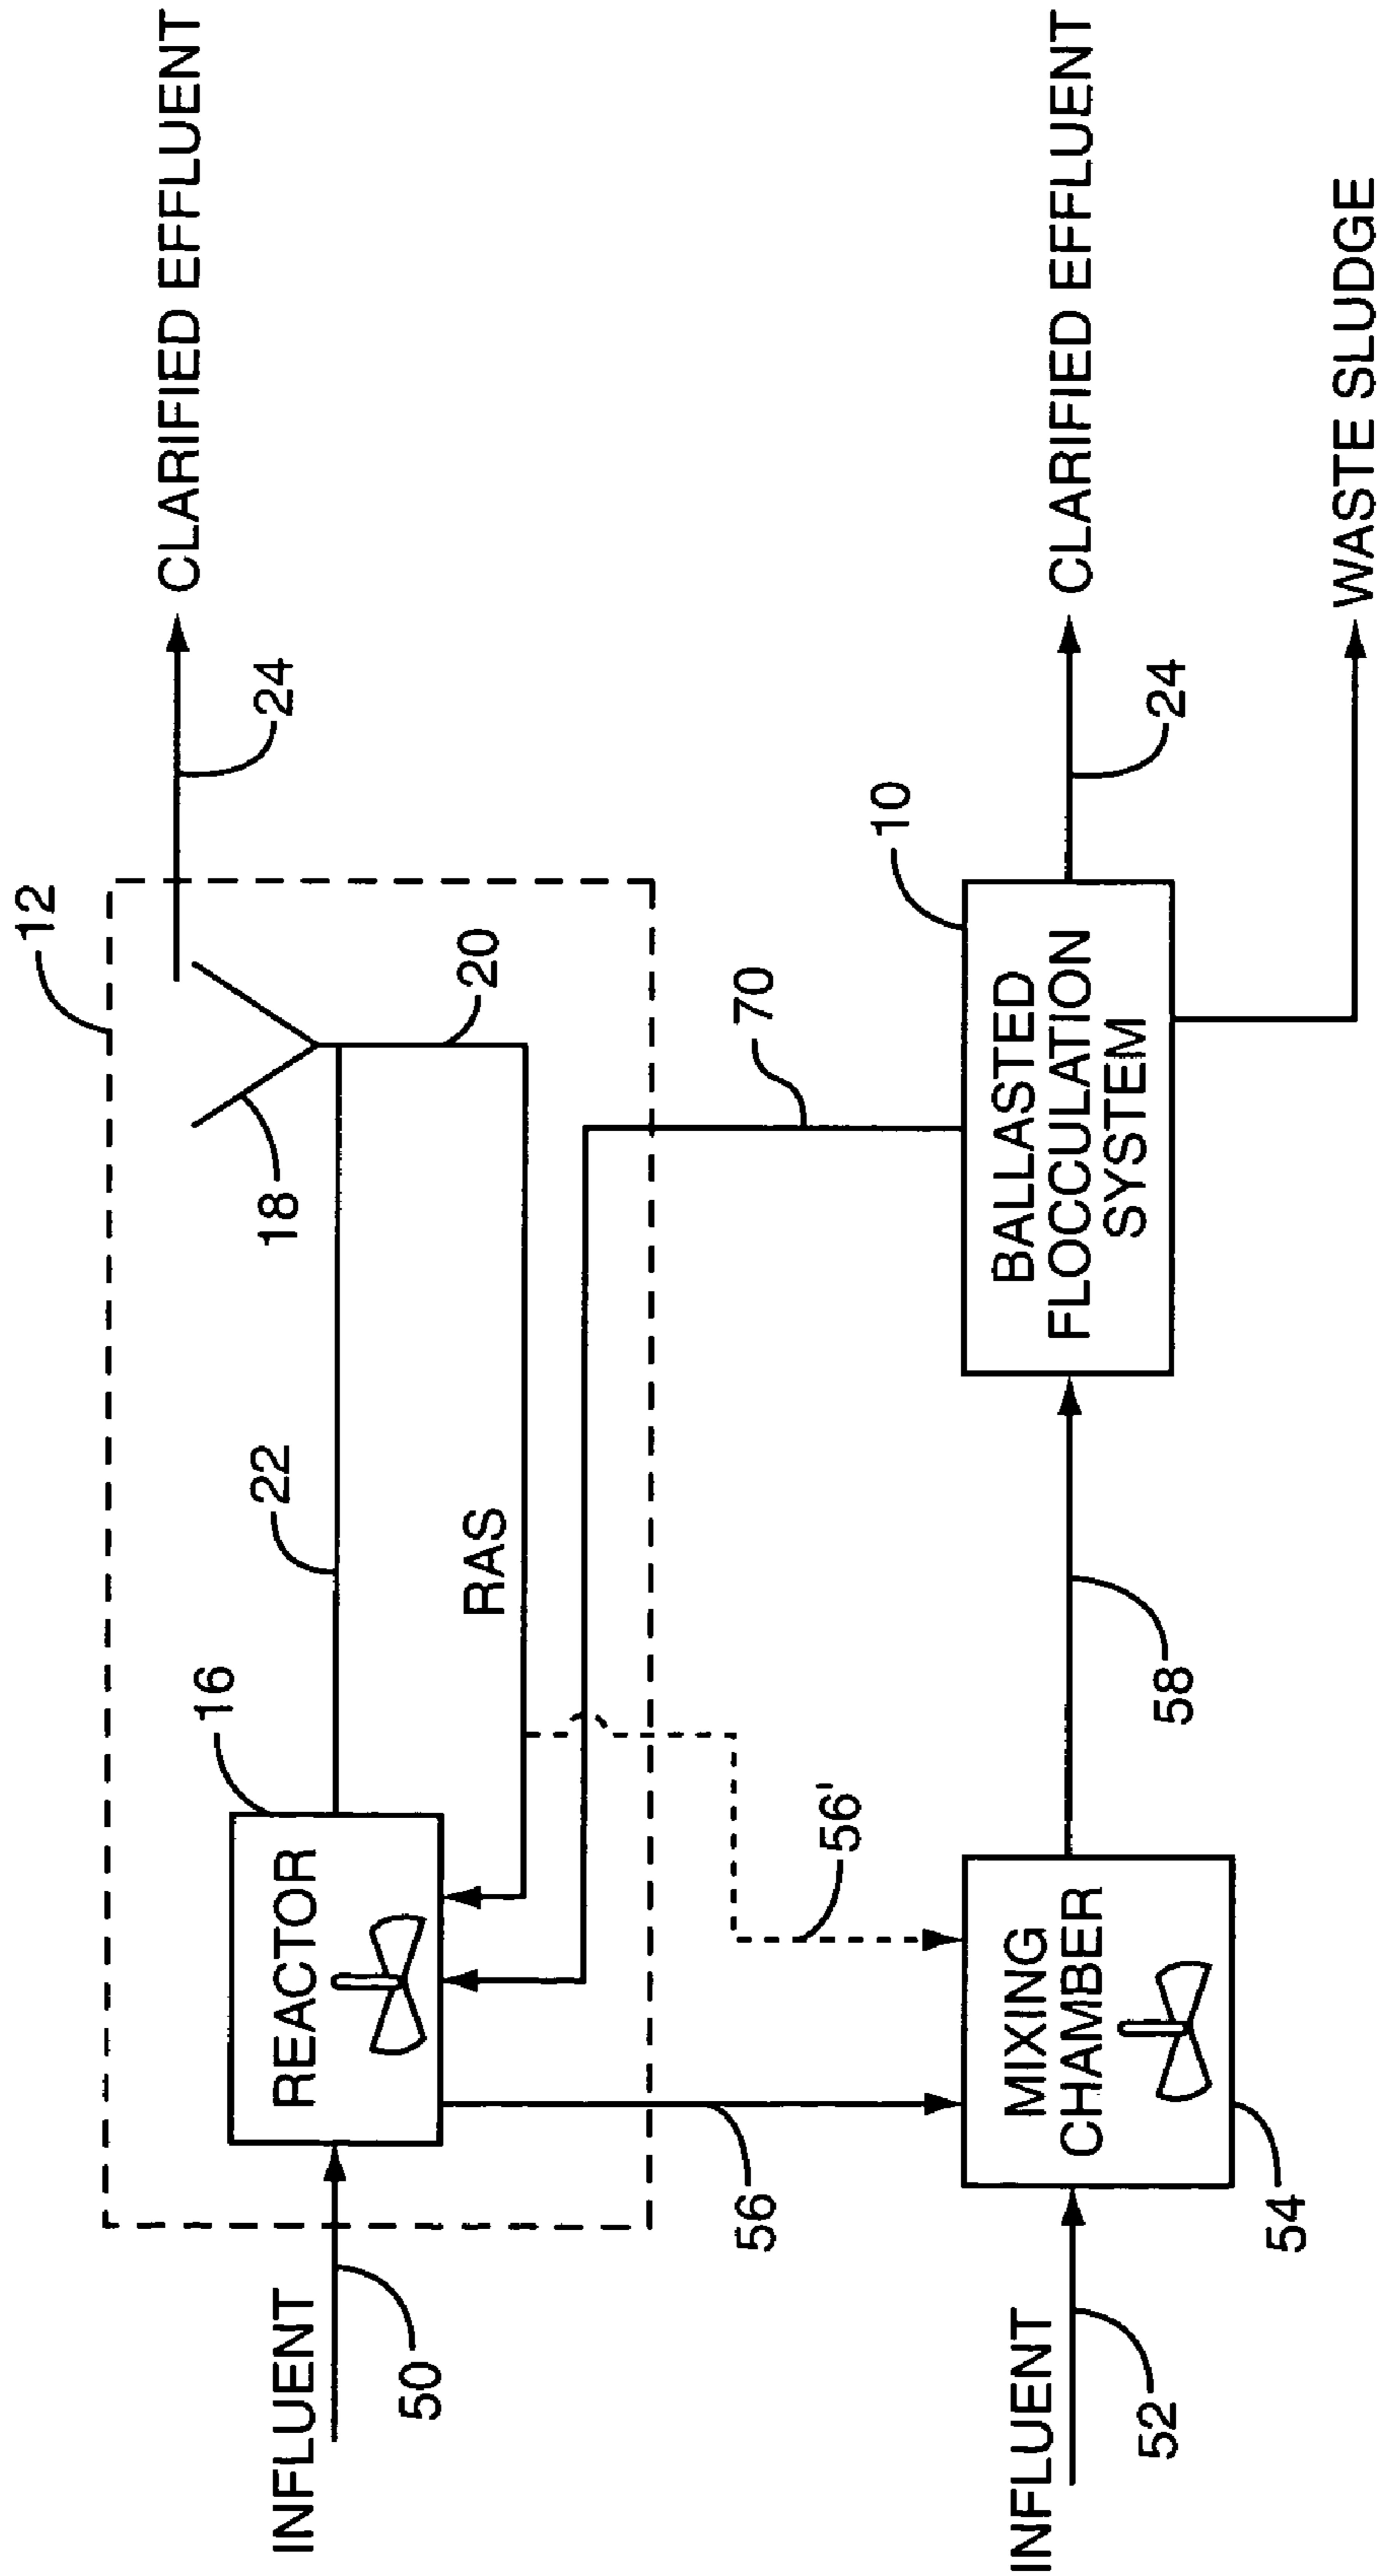 12
CLARIFIED EFFLUENT
24
16
22
18
INFLUENT
REACTOR
RAS
20
50
56
56'
70
10
CLARIFIED EFFLUENT
24
INFLUENT
MIXING
CHAMBER
BALLASTED
FLOCCULATION
SYSTEM
52
54
58
WASTE SLUDGE